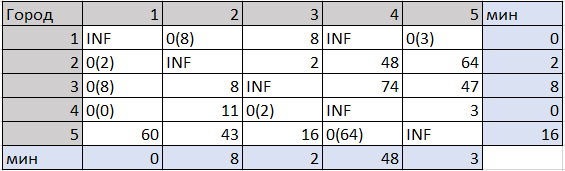 Город 1 2 3 4 5 мин
1 INF 0(8) 8 INF 0(3) 0
2 0(2) INF 2 48 64 2
3 0(8) 8 INF 74 47 8
4 0(0) 11 0(2) INF 3 0
5 60 43 16 0(64) INF 16
мин 0 8 2 48 3